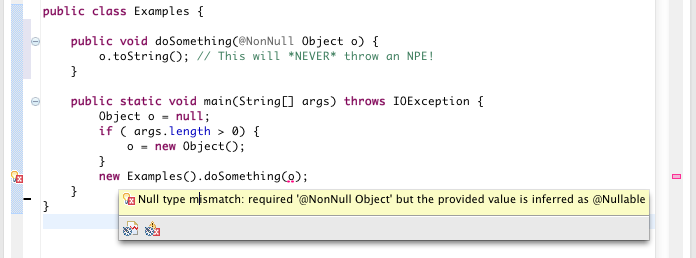 public class Examples {
public void doSomething(@NonNull Object o) {
o.toString(); // This will *NEVER* throw an NPE!
}
public static void main(String[] args) throws IOException {
Object o = null;
if ( args.length > 0) {
o = new Object();
}
new Examples().doSomething(o);
}
}
Null type mismatch: required '@NonNull Object' but the provided value is inferred as @Nullable